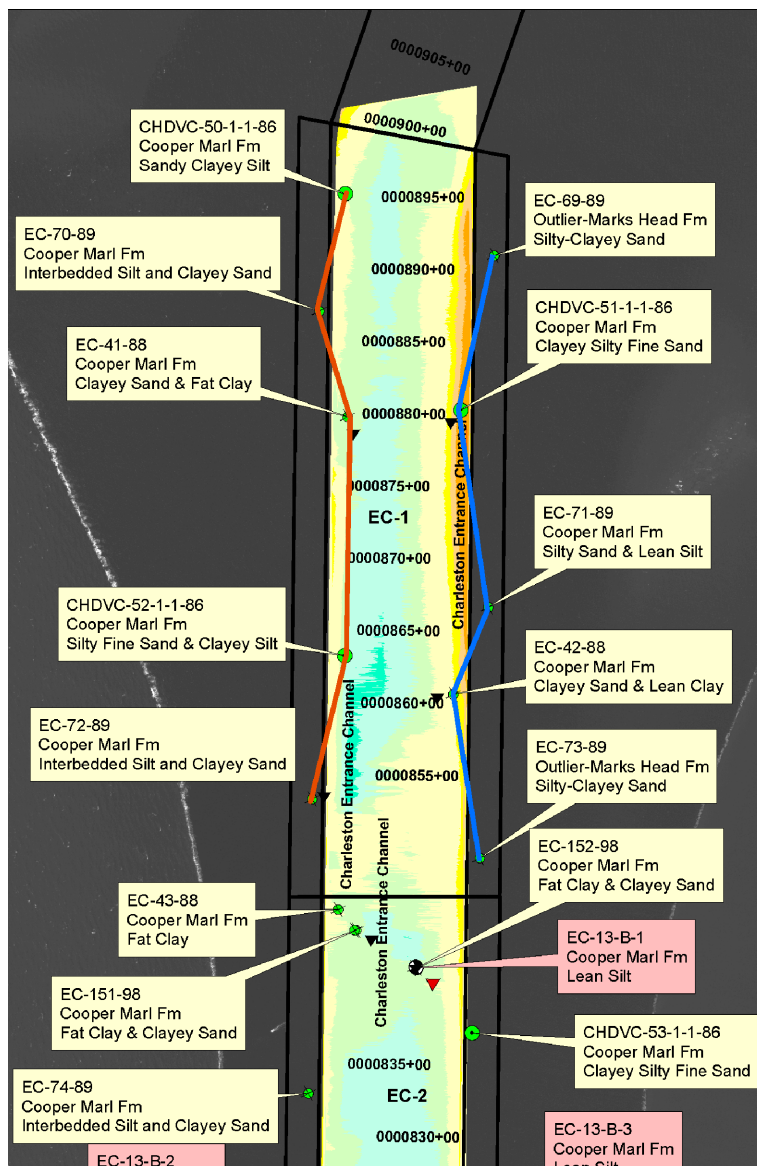 0000905+00
0000900+00
CHDVC-50-1-1-86
Cooper Marl Fm
Sandy Clayey Silt
0000895+00
EC-69-89
Outlier-Marks Head Fm
Silty-Clayey Sand
EC-70-89
Cooper Marl Fm
Interbedded Silt and Clayey Sand
0000890+00
CHDVC-51-1-1-86
Cooper Marl Fm
Clayey Silty Fine Sand
EC-41-88
Cooper Marl Fm
Clayey Sand & Fat Clay
0000885+00
0000880+00
Charleston Entrance Channel
0000875+00
EC-1
EC-71-89
Cooper Marl Fm
Silty Sand & Lean Silt
0000870+00
CHDVC-52-1-1-86
Cooper Marl Fm
Silty Fine Sand & Clayey Silt
0000865+00
EC-42-88
Cooper Marl Fm
Clayey Sand & Lean Clay
0000860+00
Charleston Entrance Channel
EC-72-89
Cooper Marl Fm
Interbedded Silt and Clayey Sand
EC-73-89
Outlier-Marks Head Fm
Silty-Clayey Sand
0000855+00
Charleston Entrance Channel
EC-152-98
Cooper Marl Fm
Fat Clay & Clayey Sand
EC-43-88
Cooper Marl Fm
Fat Clay
EC-13-B-1
Cooper Marl Fm
Lean Silt
EC-151-98
Cooper Marl Fm
Fat Clay & Clayey Sand
CHDVC-53-1-1-86
Cooper Marl Fm
Clayey Silty Fine Sand
0000835+00
EC-74-89
Cooper Marl Fm
Interbedded Silt and Clayey Sand
EC-2
0000830+00
EC-13-B-3
Cooper Marl Fm
Lean Silt
EC-13-B-2